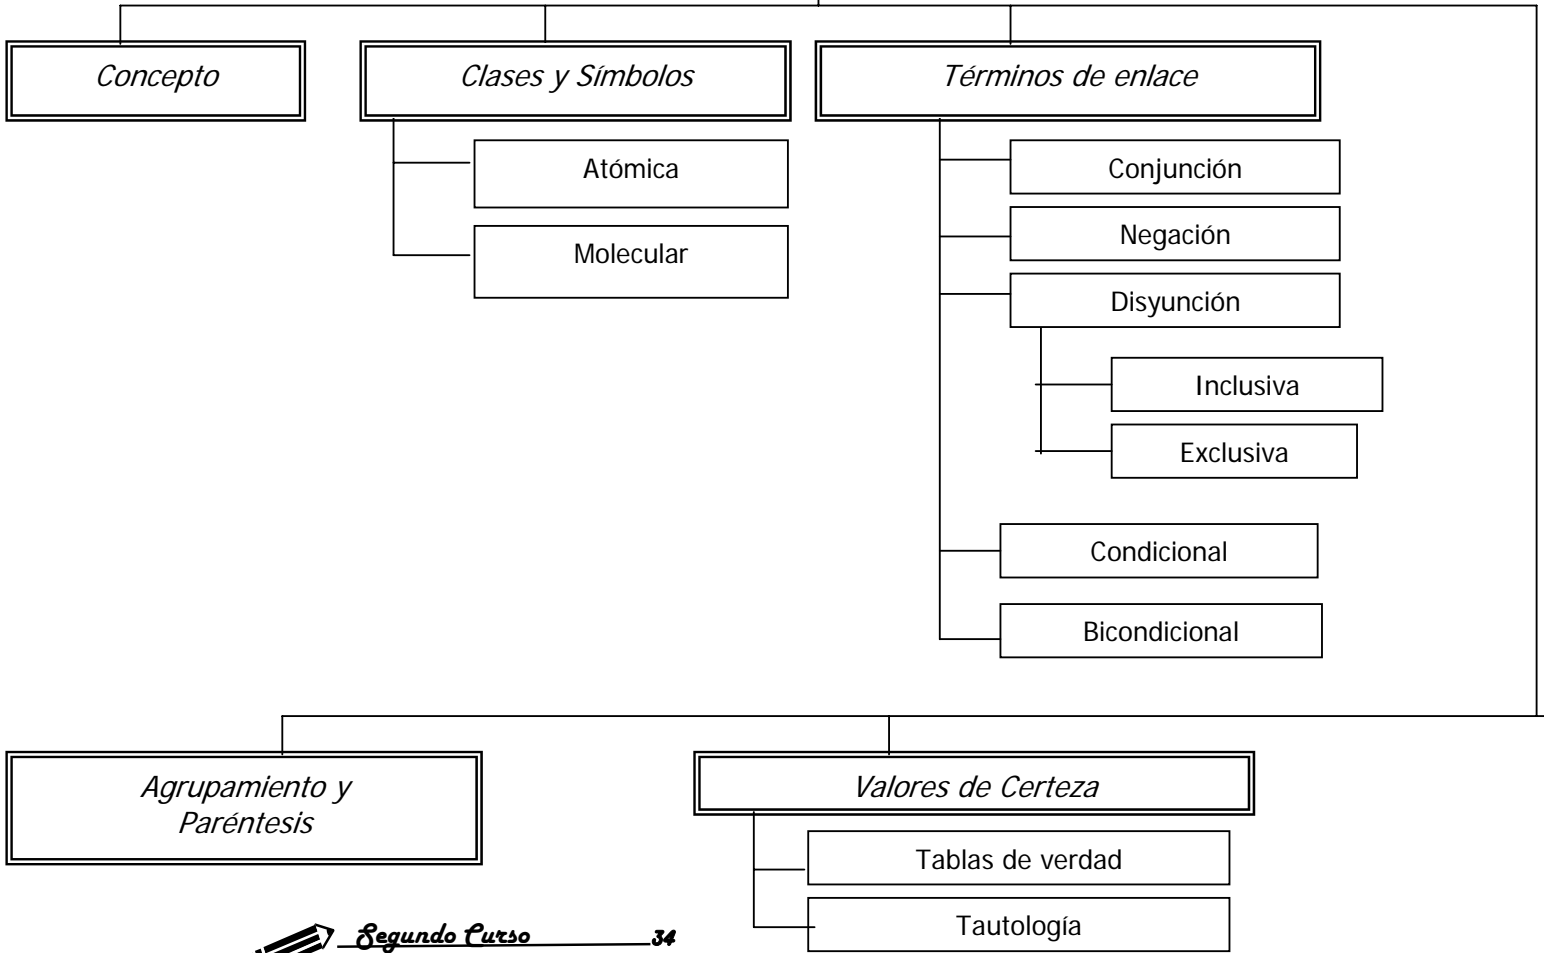 Concepto
Clases y Símbolos
Términos de enlace
Atómica
Molecular
Conjunción
Negación
Disyunción
Inclusiva
Exclusiva
Condicional
Bicondicional
Agrupamiento y
Paréntesis
Valores de Certeza
Tablas de verdad
Tautología
Segundo Curso 34